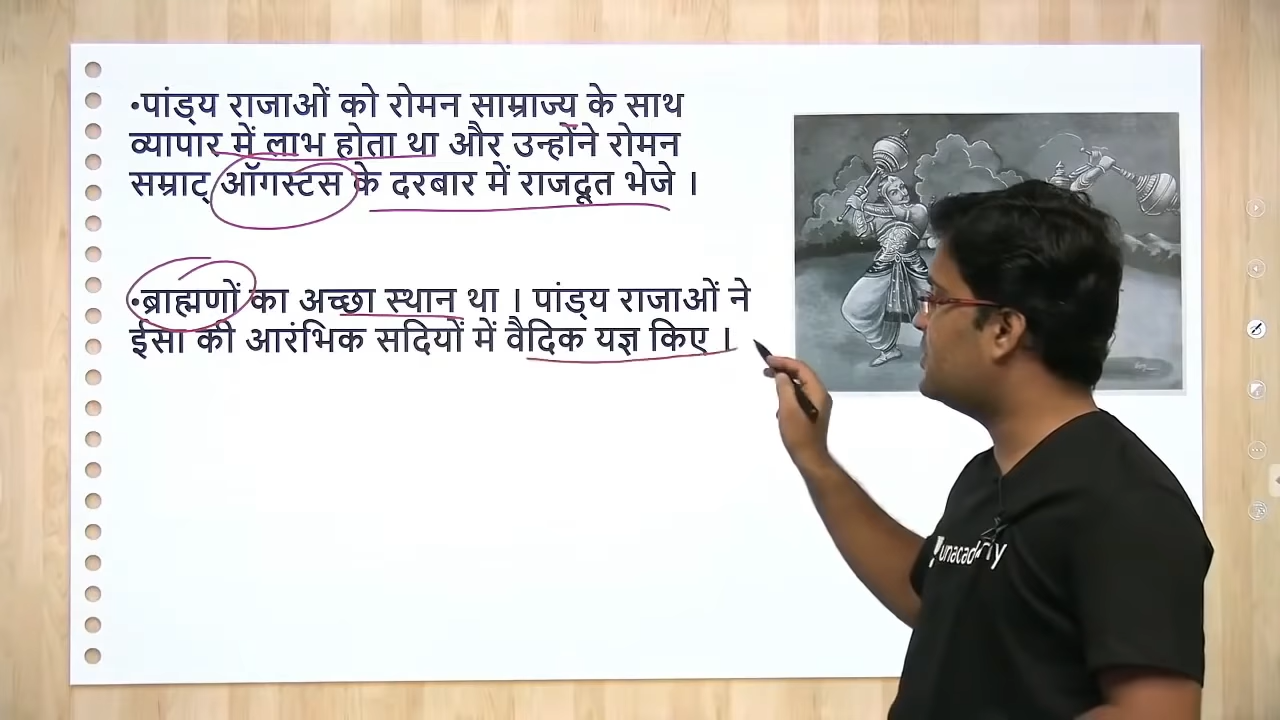 •पांड्य राजाओं को रोमन साम्राज्य के साथ
व्यापार में लाभ होता था और उन्होंने रोमन
सम्राट् ऑगस्टस के दरबार में राजदूत भेजे ।
•ब्राह्मणों का अच्छा स्थान था । पांड्य राजाओं ने
ईसा की आरंभिक सदियों में वैदिक यज्ञ किए ।
unacademy